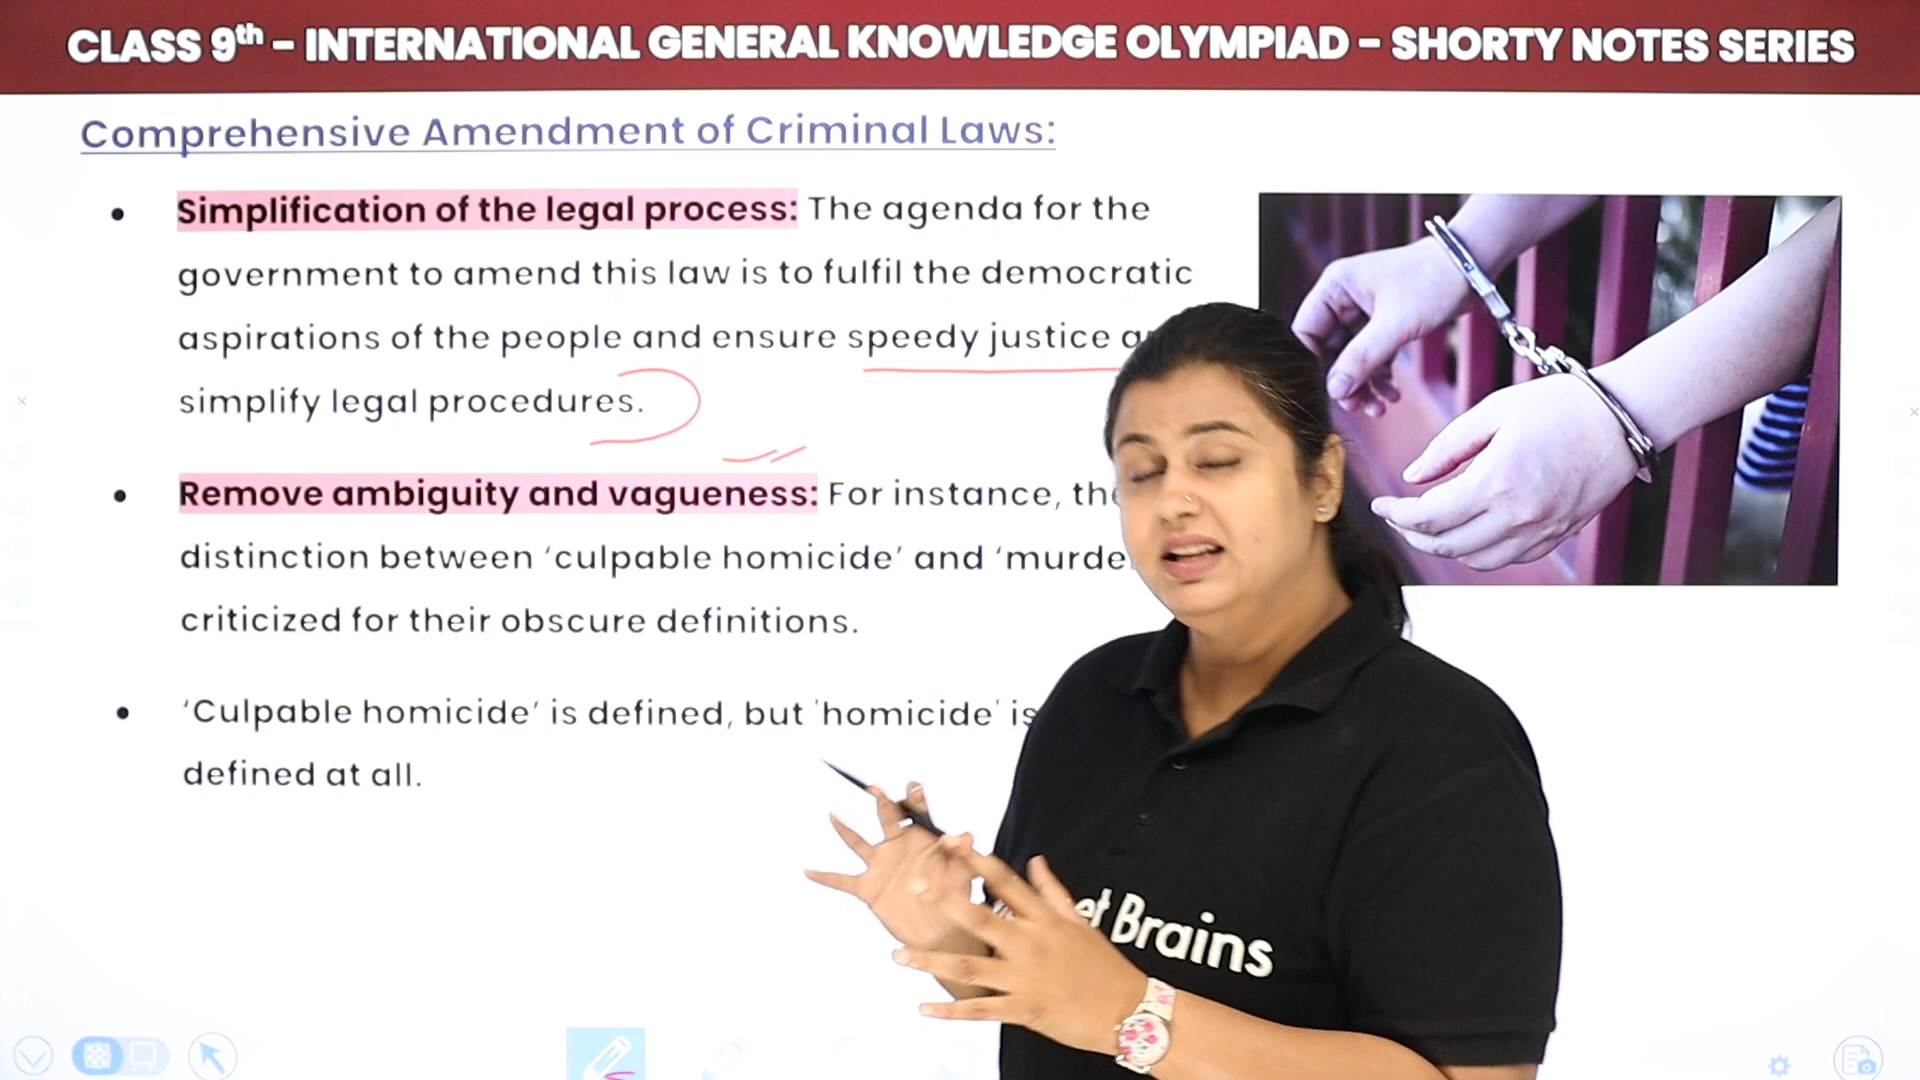 CLASS 9th – INTERNATIONAL GENERAL KNOWLEDGE OLYMPIAD – SHORTY NOTES SERIES
Comprehensive Amendment of Criminal Laws:
• Simplification of the legal process: The agenda for the
government to amend this law is to fulfil the democratic
aspirations of the people and ensure speedy justice
simplify legal procedures.
• Remove ambiguity and vagueness: For instance,
distinction between ‘culpable homicide’ and
criticized for their obscure definitions.
• ‘Culpable homicide’ is defined, but 'homicide' is
defined at all.
Brains